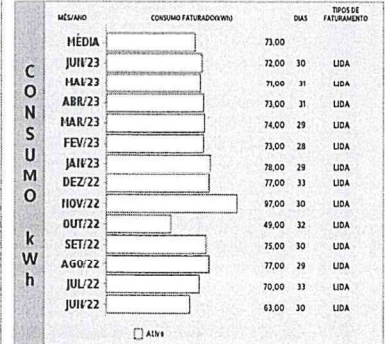 MÊS/ANO CONSUMO FATURADO(kWh) DIAS TIPOS DE FATURAMENTO
CONSUMO kWh
MÉDIA 73,00
JUN/23 72,00 30 LIDA
MAI/23 71,00 31 LIDA
ABR/23 73,00 31 LIDA
MAR/23 74,00 29 LIDA
FEV/23 73,00 28 LIDA
JAN/23 78,00 29 LIDA
DEZ/22 77,00 33 LIDA
NOV/22 97,00 30 LIDA
OUT/22 49,00 32 LIDA
SET/22 75,00 30 LIDA
AGO/22 77,00 29 LIDA
JUL/22 70,00 33 LIDA
JUN/22 63,00 30 LIDA
Ativo